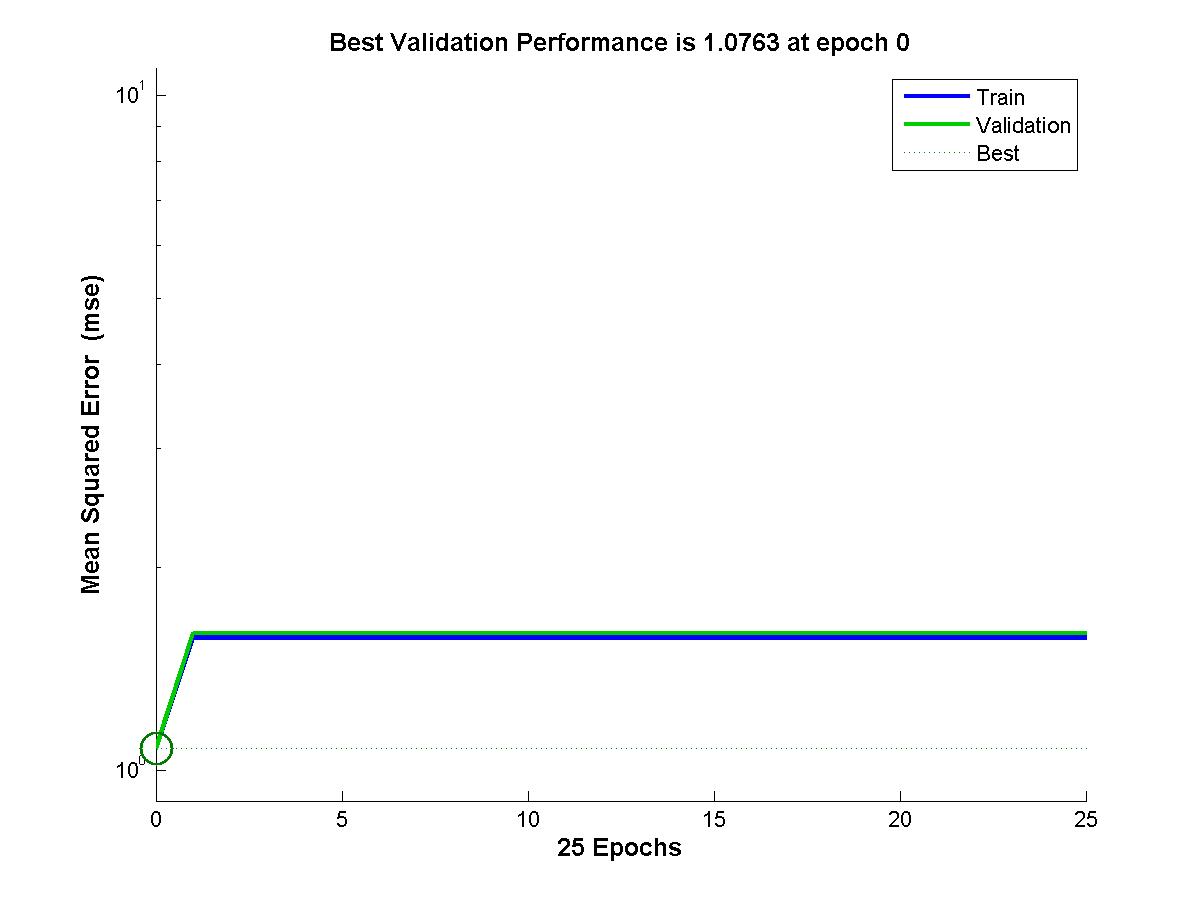 Best Validation Performance is 1.0763 at epoch 0
10^1
Train
Validation
Best
Mean Squared Error (mse)
10^0
0 5 10 15 20 25
25 Epochs